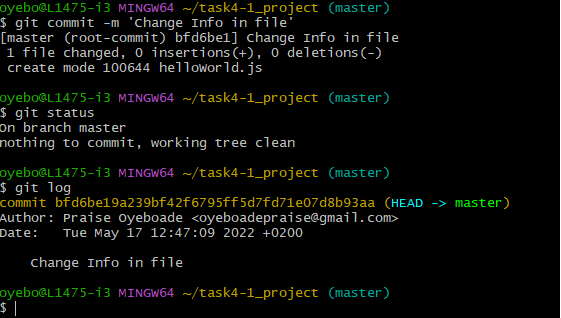 oyebo@L1475-i3 MINGW64 ~/task4-1_project (master)
$ git commit -m 'Change Info in file'
[master (root-commit) bfd6be1] Change Info in file
1 file changed, 0 insertions(+), 0 deletions(-)
create mode 100644 helloworld.js
oyebo@L1475-i3 MINGW64 ~/task4-1_project (master)
$ git status
On branch master
nothing to commit, working tree clean
oyebo@L1475-i3 MINGW64 ~/task4-1_project (master)
$ git log
commit bfd6be19a239bf42f6795ff5d7fd71e07d8b93aa (HEAD -> master)
Author: Praise Oyeboade <oyeboadepraise@gmail.com>
Date:   Tue May 17 12:47:09 2022 +0200
Change Info in file
oyebo@L1475-i3 MINGW64 ~/task4-1_project (master)
$